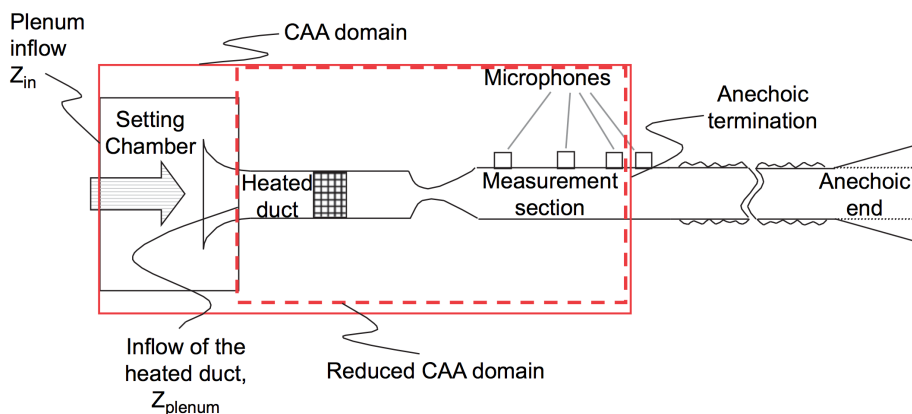 Plenum
inflow
Zin
CAA domain
Microphones
Anechoic
termination
Setting
Chamber
Heated
duct
Measurement
section
Anechoic
end
Inflow of the
heated duct,
Zplenum
Reduced CAA domain